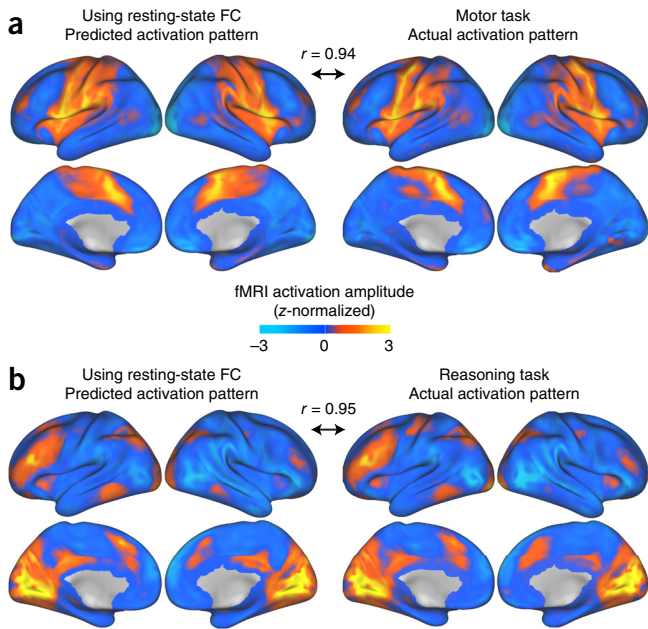 a
Using resting-state FC
Predicted activation pattern
r = 0.94
Motor task
Actual activation pattern
fMRI activation amplitude
(z-normalized)
–3 0 3
b
Using resting-state FC
Predicted activation pattern
r = 0.95
Reasoning task
Actual activation pattern